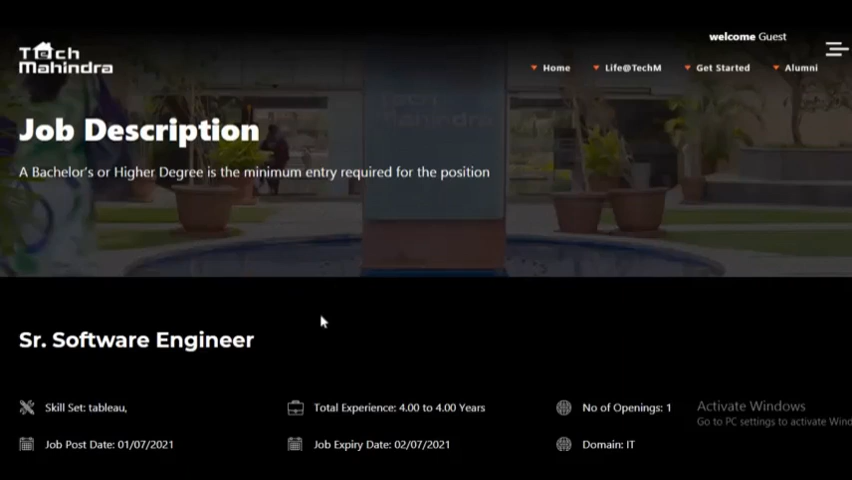 welcome Guest
Tech
Mahindra
Home
Life@TechM
Get Started
Alumni
Tech
Mahindra
Job Description
A Bachelor's or Higher Degree is the minimum entry required for the position
Sr. Software Engineer
Skill Set: tableau,
Total Experience: 4.00 to 4.00 Years
No of Openings: 1
Job Post Date: 01/07/2021
Job Expiry Date: 02/07/2021
Domain: IT
Activate Windows
Go to PC settings to activate Wind